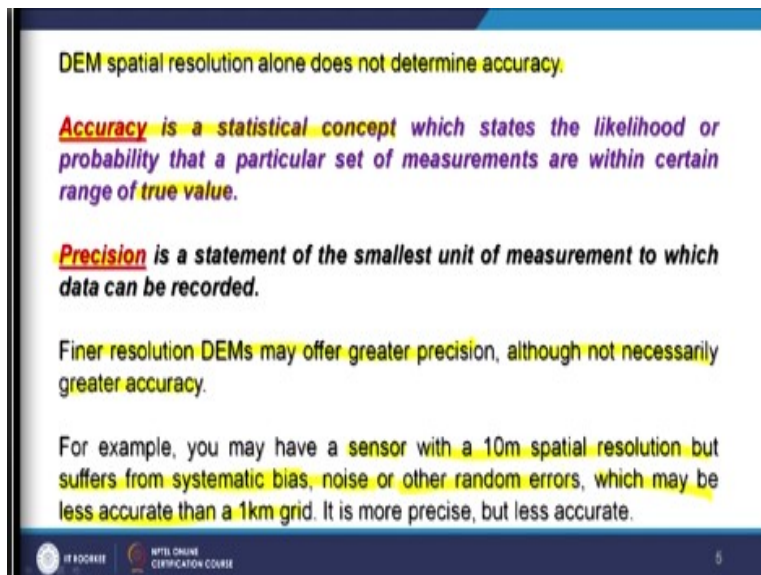 DEM spatial resolution alone does not determine accuracy.
Accuracy is a statistical concept which states the likelihood or
probability that a particular set of measurements are within certain
range of true value.
Precision is a statement of the smallest unit of measurement to which
data can be recorded.
Finer resolution DEMs may offer greater precision, although not necessarily
greater accuracy.
For example, you may have a sensor with a 10m spatial resolution but
suffers from systematic bias, noise or other random errors, which may be
less accurate than a 1km grid. It is more precise, but less accurate.
IIT ROORKEE
NPTEL ONLINE
CERTIFICATION COURSE
5